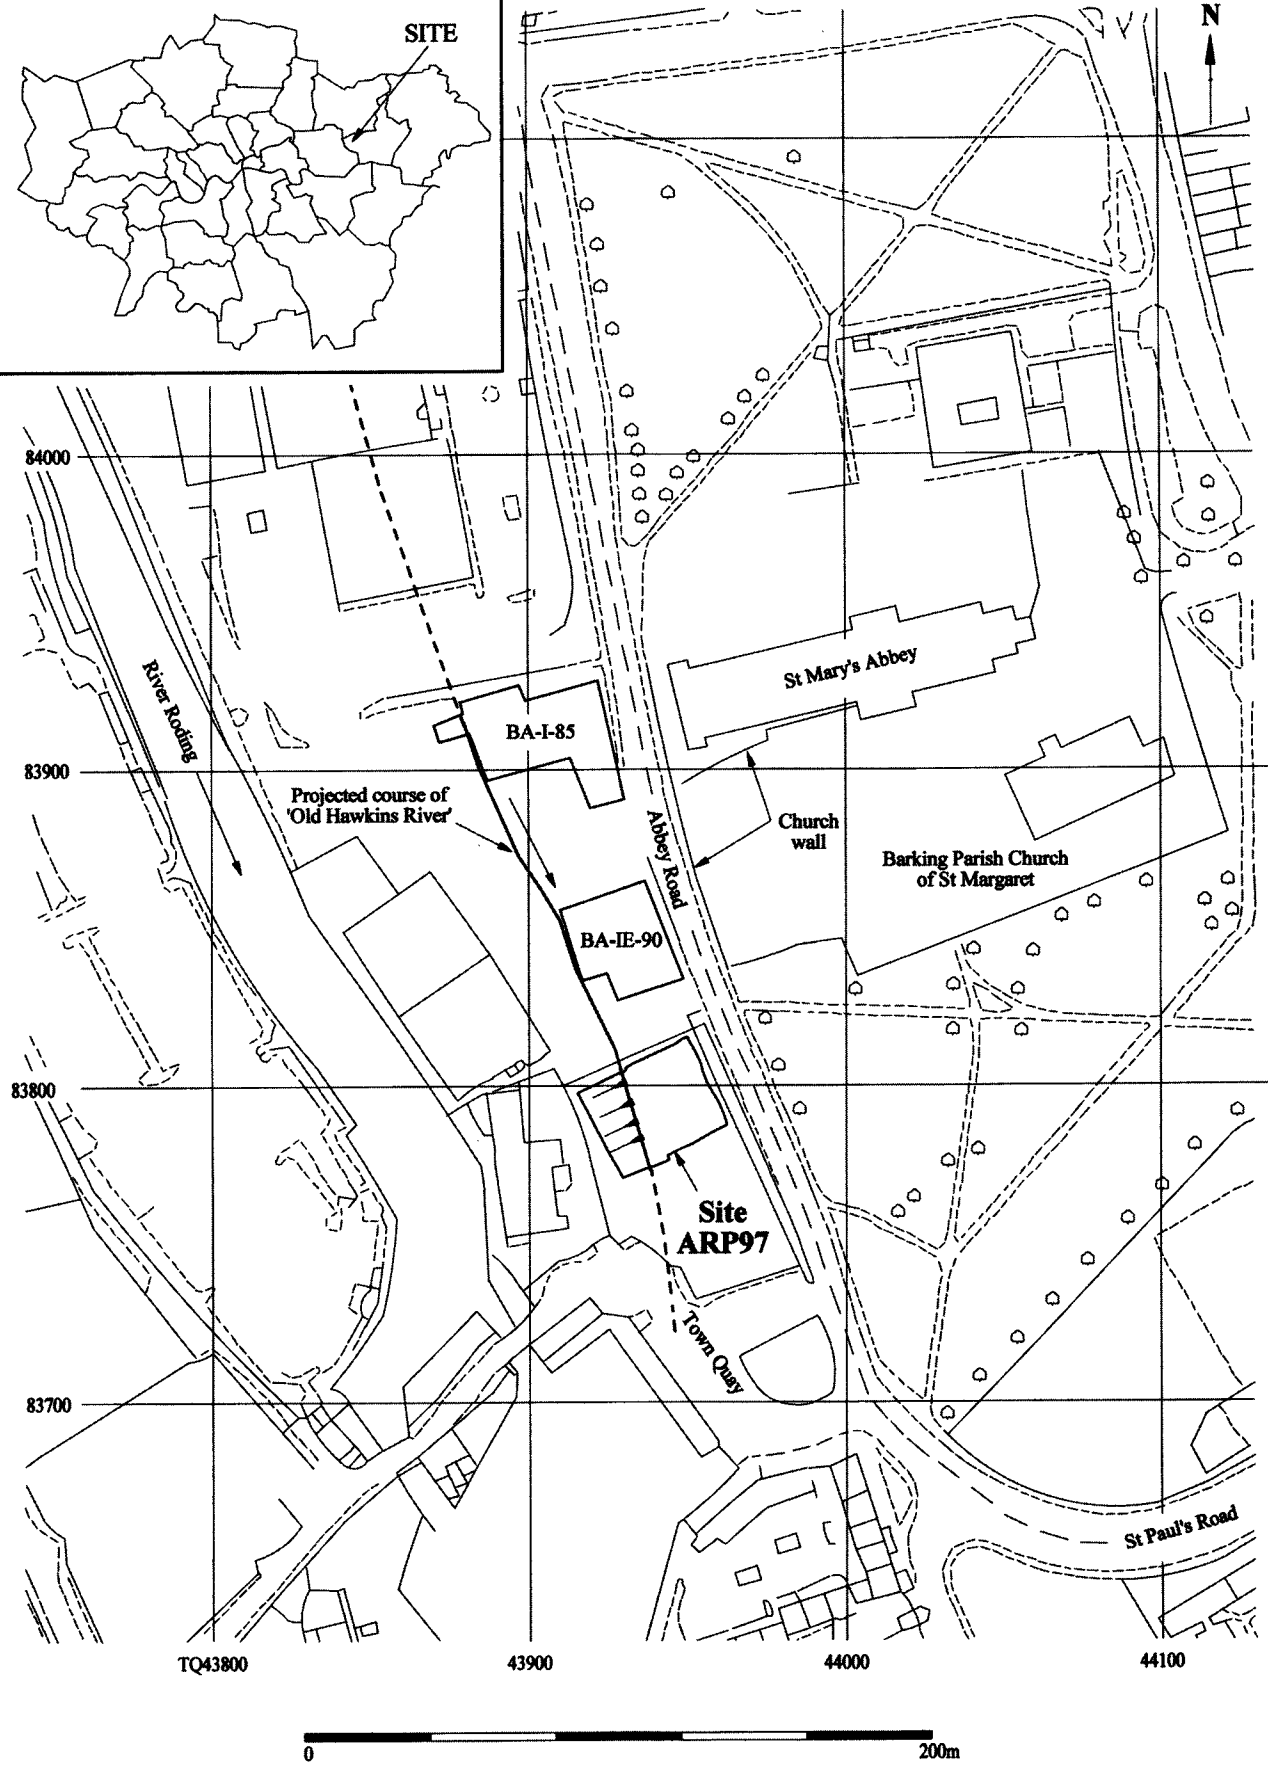 SITE
N
84000
St Mary's Abbey
River Roding
BA-I-85
83900
Projected course of
'Old Hawkins River'
Abbey Road
Church
wall
Barking Parish Church
of St Margaret
BA-IE-90
83800
Site
ARP97
Town Quay
83700
St Paul's Road
TQ43800
43900
44000
44100
0
200m